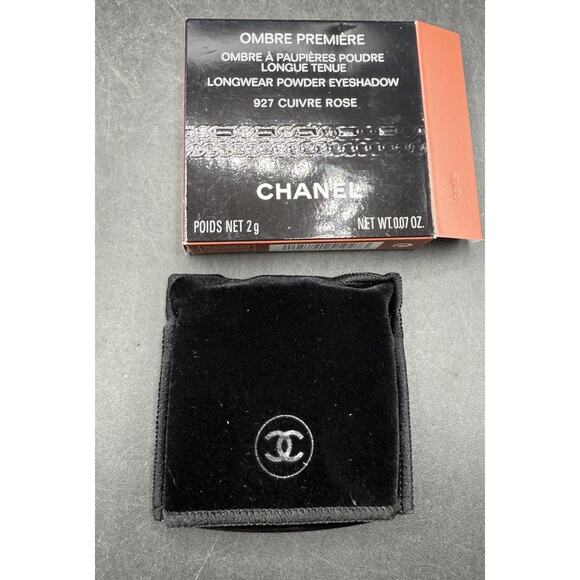 OMBRE PREMIÈRE
OMBRE À PAUPIÈRES POUDRE
LONGUE TENUE
LONGWEAR POWDER EYESHADOW
927 CUIVRE ROSE
CHANEL
POIDS NET 2 g NET WT. 0.07 OZ.